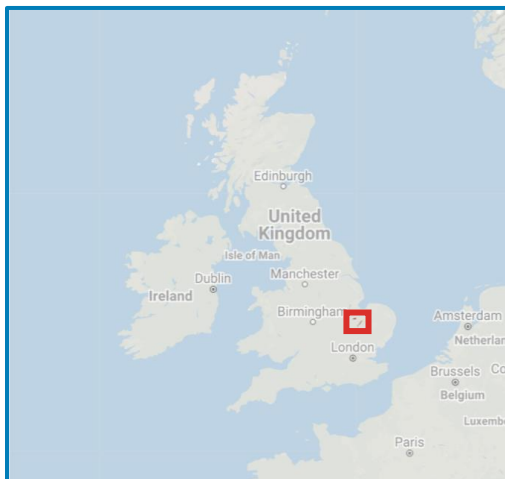 Edinburgh
United
Kingdom
Isle of Man
Dublin
Manchester
Ireland
Birmingham
Amsterdam
Netherlan
London
Brussels Co
Belgium
Luxemb
Paris